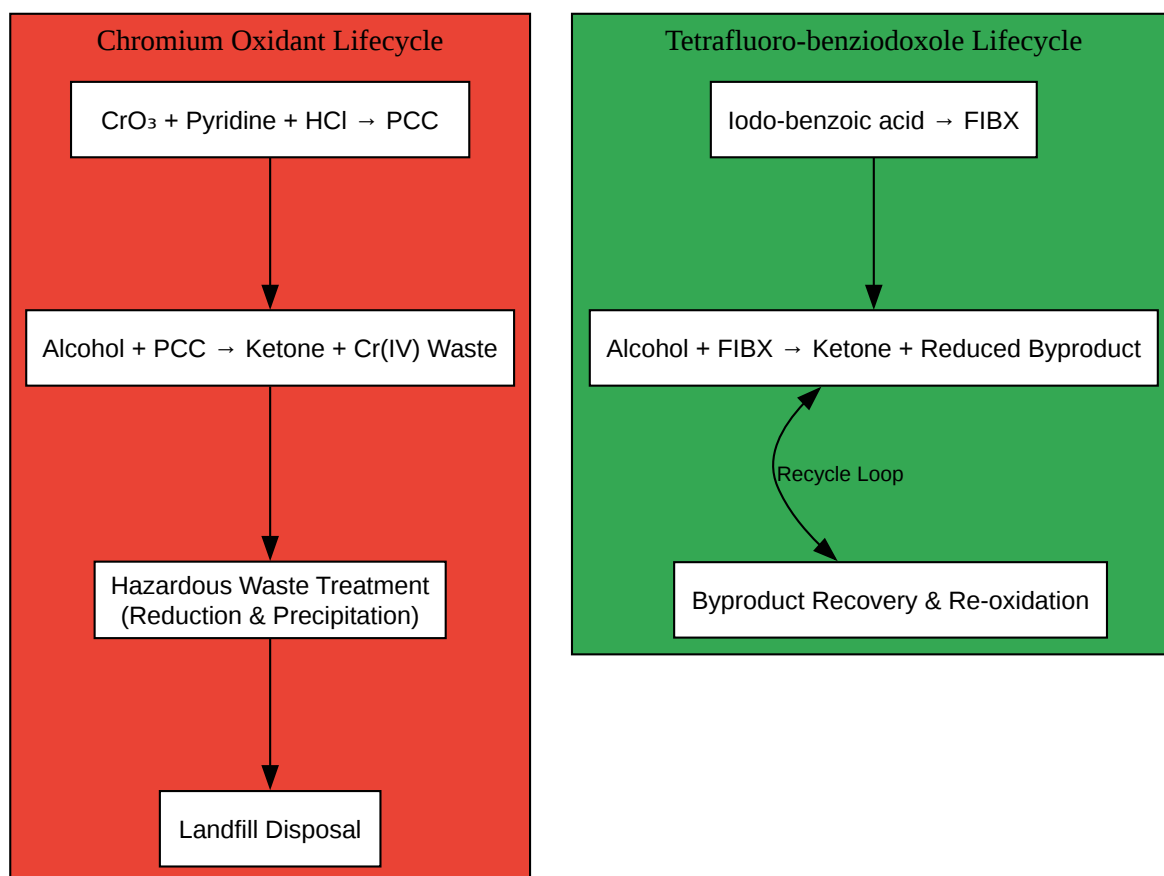 Chromium Oxidant Lifecycle
CrO₃ + Pyridine + HCl → PCC
Alcohol + PCC → Ketone + Cr(IV) Waste
Hazardous Waste Treatment
(Reduction & Precipitation)
Landfill Disposal
Tetrafluoro-benziodoxole Lifecycle
Iodo-benzoic acid → FIBX
Alcohol + FIBX → Ketone + Reduced Byproduct
Recycle Loop
Byproduct Recovery & Re-oxidation